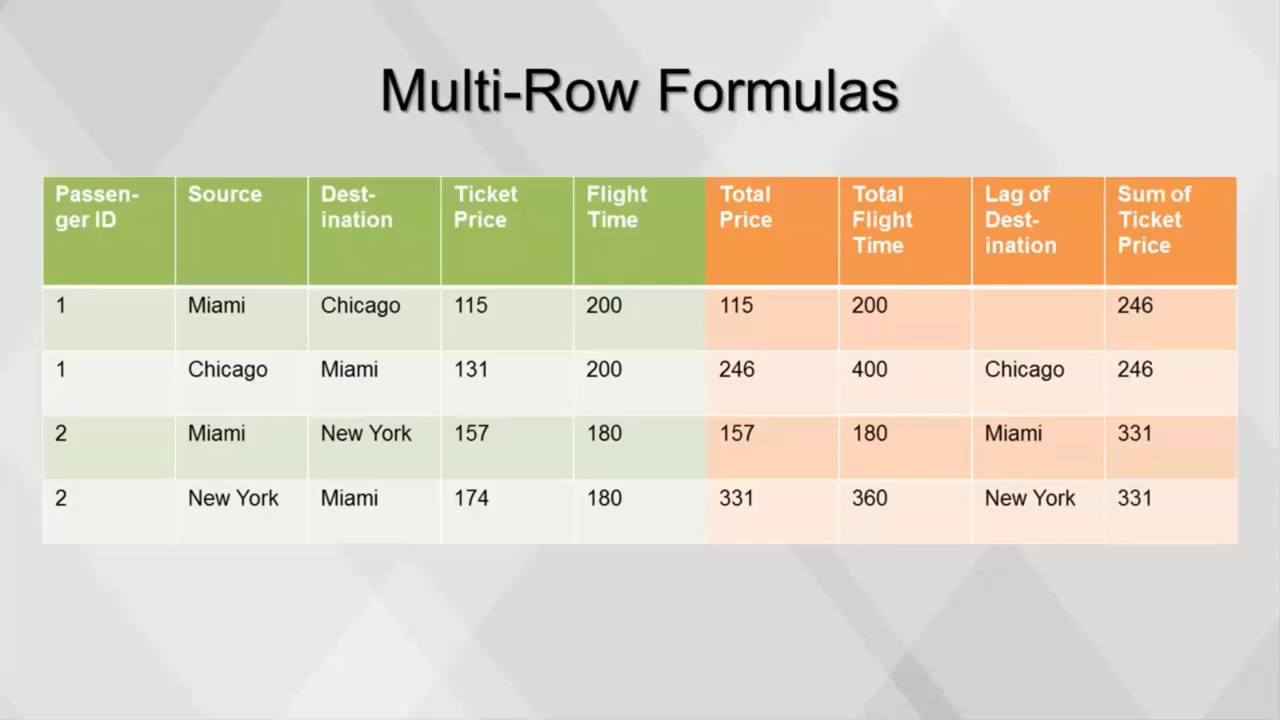 Multi-Row Formulas
Passen- Source Dest- Ticket Flight Total Total Lag of Sum of
ger ID ination Price Time Price Flight Dest- Ticket
Time ination Price
1 Miami Chicago 115 200 115 200 246
1 Chicago Miami 131 200 246 400 Chicago 246
2 Miami New York 157 180 157 180 Miami 331
2 New York Miami 174 180 331 360 New York 331